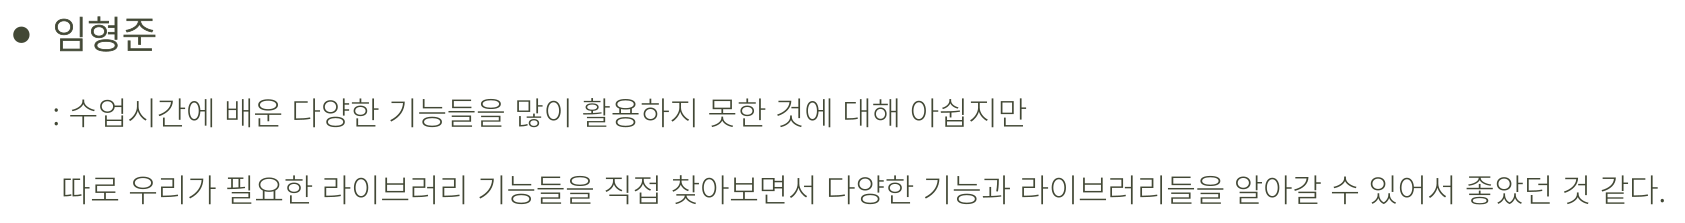 • 임형준
: 수업시간에 배운 다양한 기능들을 많이 활용하지 못한 것에 대해 아쉽지만
따로 우리가 필요한 라이브러리 기능들을 직접 찾아보면서 다양한 기능과 라이브러리들을 알아갈 수 있어서 좋았던 것 같다.